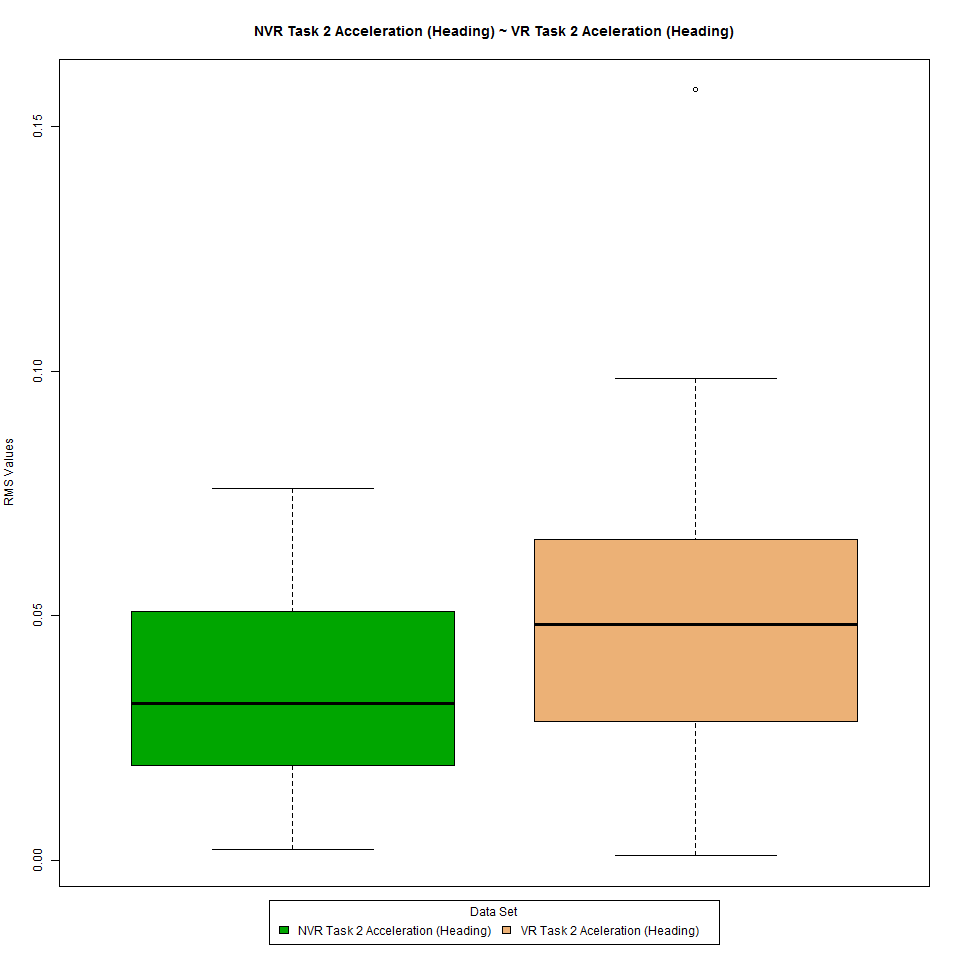 NVR Task 2 Acceleration (Heading) ~ VR Task 2 Aceleration (Heading)
0.15
0.10
0.05
0.00
RMS Values
Data Set
NVR Task 2 Acceleration (Heading) VR Task 2 Aceleration (Heading)